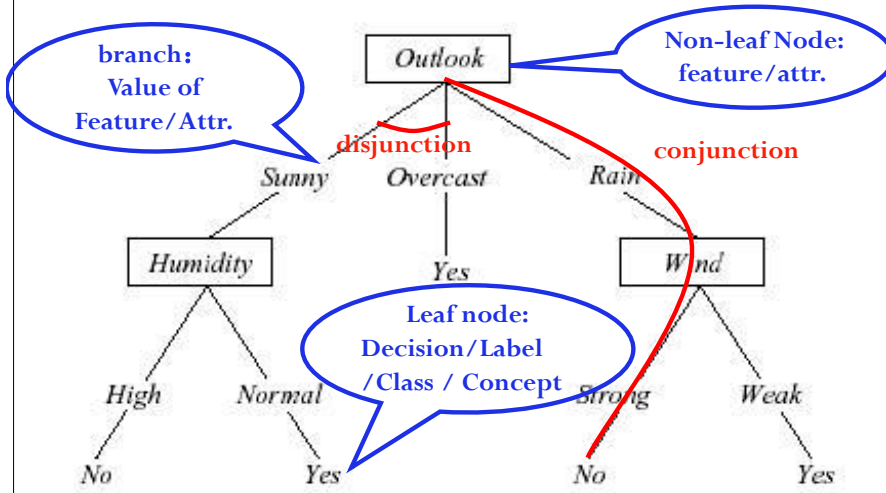 branch:
Value of
Feature/Attr.
Outlook
Non-leaf Node:
feature/attr.
disjunction
conjunction
Sunny
Overcast
Rain
Humidity
Yes
Wind
Leaf node:
Decision/Label
/Class / Concept
High
Normal
Strong
Weak
No
Yes
No
Yes